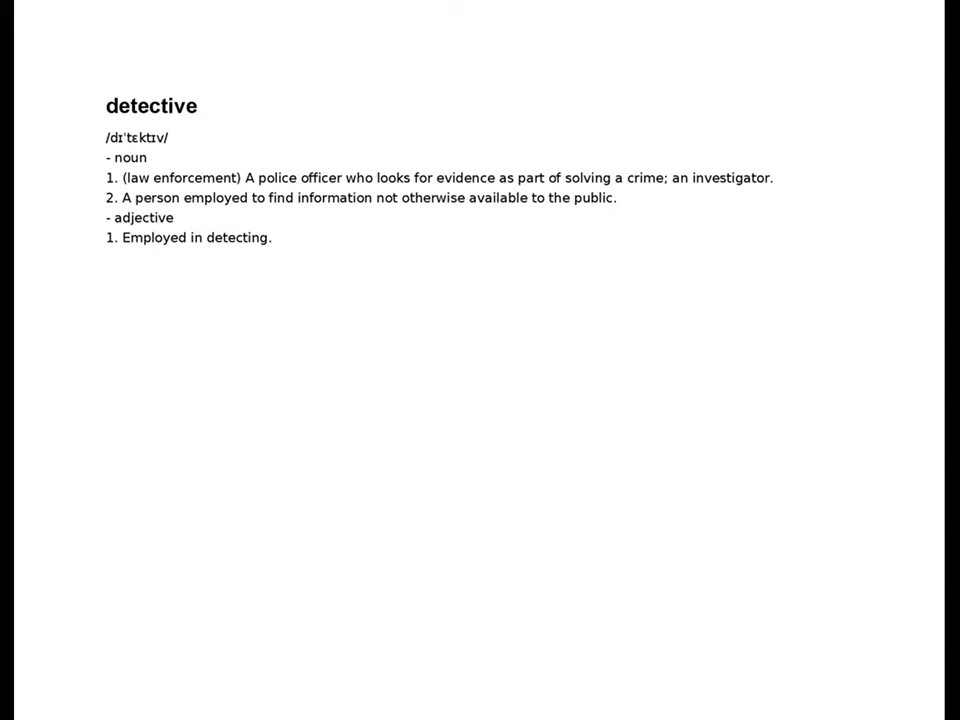 detective
/dɪˈtɛktɪv/
- noun
1. (law enforcement) A police officer who looks for evidence as part of solving a crime; an investigator.
2. A person employed to find information not otherwise available to the public.
- adjective
1. Employed in detecting.